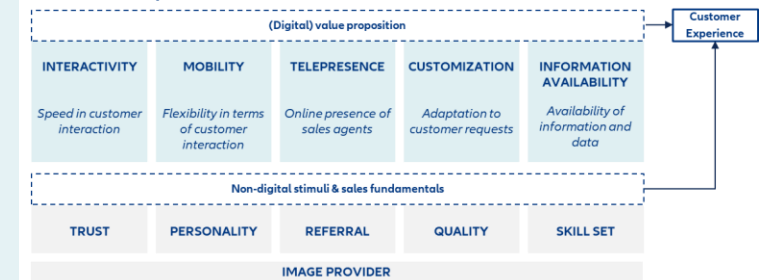 (Digital) value proposition
Customer
Experience
INTERACTIVITY
Speed in customer
interaction
MOBILITY
Flexibility in terms
of customer
interaction
TELEPRESENCE
Online presence of
sales agents
CUSTOMIZATION
Adaptation to
customer requests
INFORMATION
AVAILABILITY
Availability of
information and
data
Non-digital stimuli & sales fundamentals
TRUST
PERSONALITY
REFERRAL
QUALITY
SKILL SET
IMAGE PROVIDER